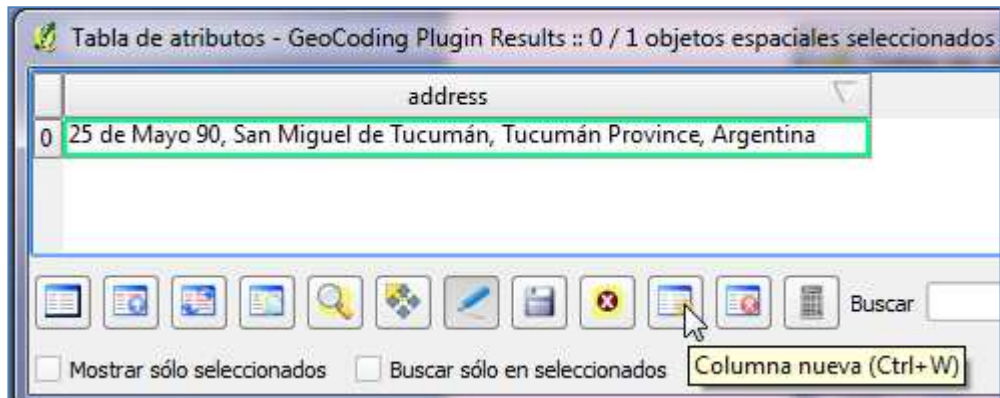 Tabla de atributos - GeoCoding Plugin Results :: 0 / 1 objetos espaciales seleccionados
address
0 25 de Mayo 90, San Miguel de Tucumán, Tucumán Province, Argentina
Buscar
Mostrar sólo seleccionados Buscar sólo en seleccionados Columna nueva (Ctrl+W)